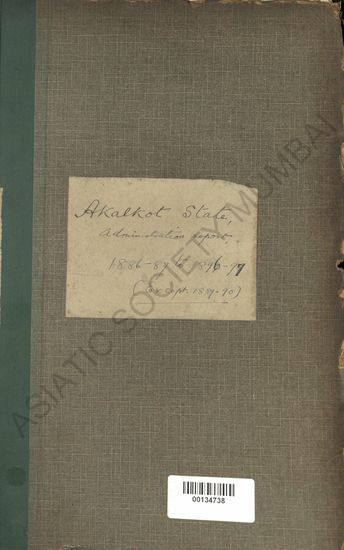 Akalkot State,
Administration report,
1886-87 to 1896-97
(Except 1889-90)
ASIATIC SOCIETY MUMBAI
00134738